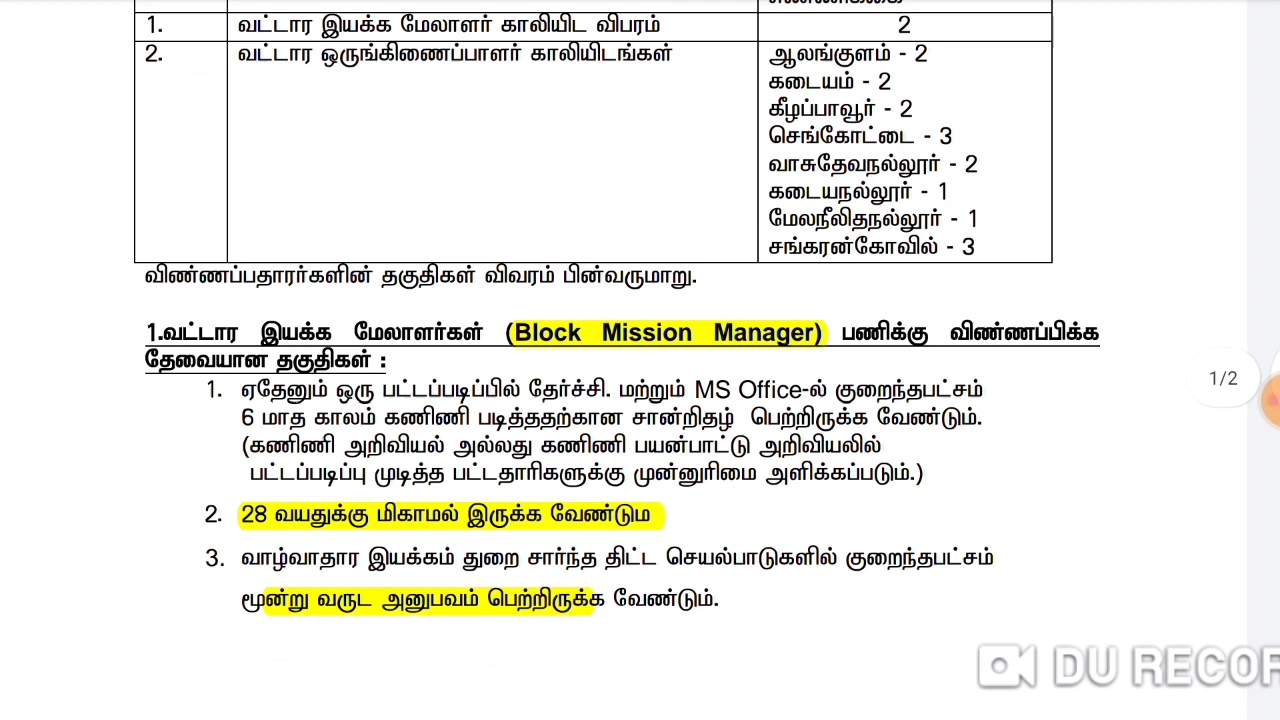 1. வட்டார இயக்க மேலாளர் காலியிட விபரம் 2
2. வட்டார ஒருங்கிணைப்பாளர் காலியிடங்கள் ஆலங்குளம் - 2
கடையம் - 2
கீழப்பாவூர் - 2
செங்கோட்டை - 3
வாசுதேவநல்லூர் - 2
கடையநல்லூர் - 1
மேலநீலிதநல்லூர் - 1
சங்கரன்கோவில் - 3
விண்ணப்பதாரர்களின் தகுதிகள் விவரம் பின்வருமாறு.
1.வட்டார இயக்க மேலாளர்கள் (Block Mission Manager) பணிக்கு விண்ணப்பிக்க
தேவையான தகுதிகள் :
1. ஏதேனும் ஒரு பட்டப்படிப்பில் தேர்ச்சி. மற்றும் MS Office-ல் குறைந்தபட்சம்
6 மாத காலம் கணிணி படித்ததற்கான சான்றிதழ் பெற்றிருக்க வேண்டும்.
(கணிணி அறிவியல் அல்லது கணிணி பயன்பாட்டு அறிவியலில்
பட்டப்படிப்பு முடித்த பட்டதாரிகளுக்கு முன்னுரிமை அளிக்கப்படும்.)
2. 28 வயதுக்கு மிகாமல் இருக்க வேண்டும
3. வாழ்வாதார இயக்கம் துறை சார்ந்த திட்ட செயல்பாடுகளில் குறைந்தபட்சம்
மூன்று வருட அனுபவம் பெற்றிருக்க வேண்டும்.
1/2
DU RECOR